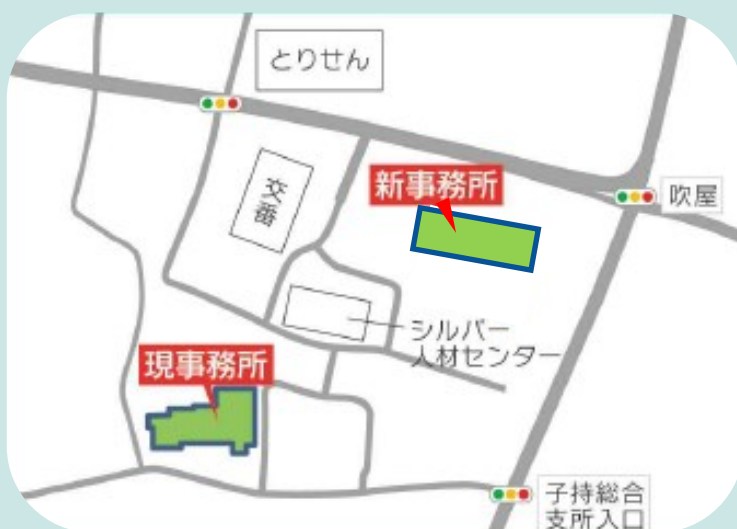 とりせん
交番
新事務所
吹屋
シルバー
人材センター
現事務所
子持総合
支所入口